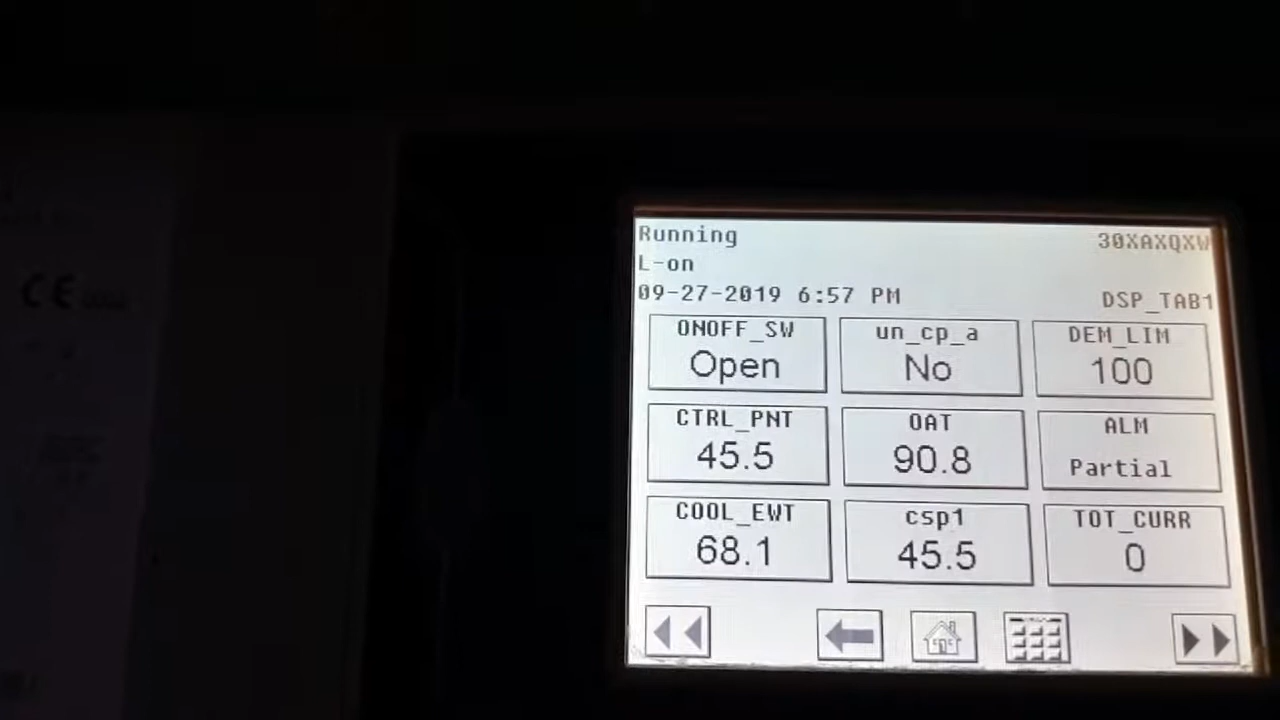 Running
30XAXQXW
L-on
09-27-2019 6:57 PM
DSP_TAB1
ONOFF_SW
Open
un_cp_a
No
DEM_LIM
100
CTRL_PNT
45.5
OAT
90.8
ALM
Partial
COOL_EWT
68.1
csp1
45.5
TOT_CURR
0
CE